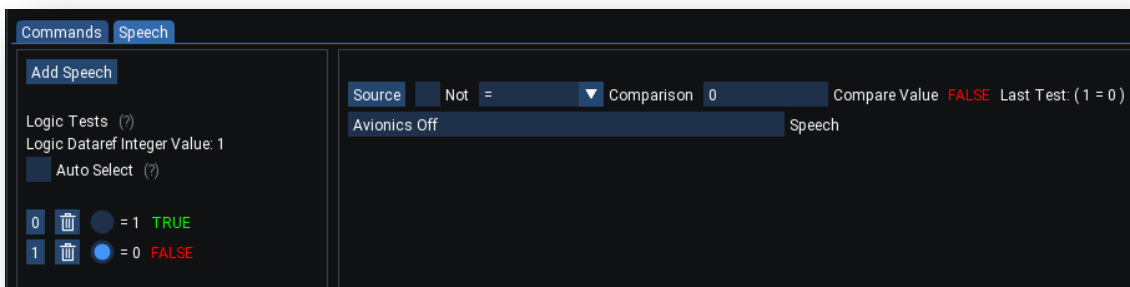 Commands Speech
Add Speech
Logic Tests (?)
Logic Dataref Integer Value: 1
Auto Select (?)
0 = 1 TRUE
1 = 0 FALSE
Source Not = Comparison 0 Compare Value FALSE Last Test: ( 1 = 0 )
Avionics Off Speech